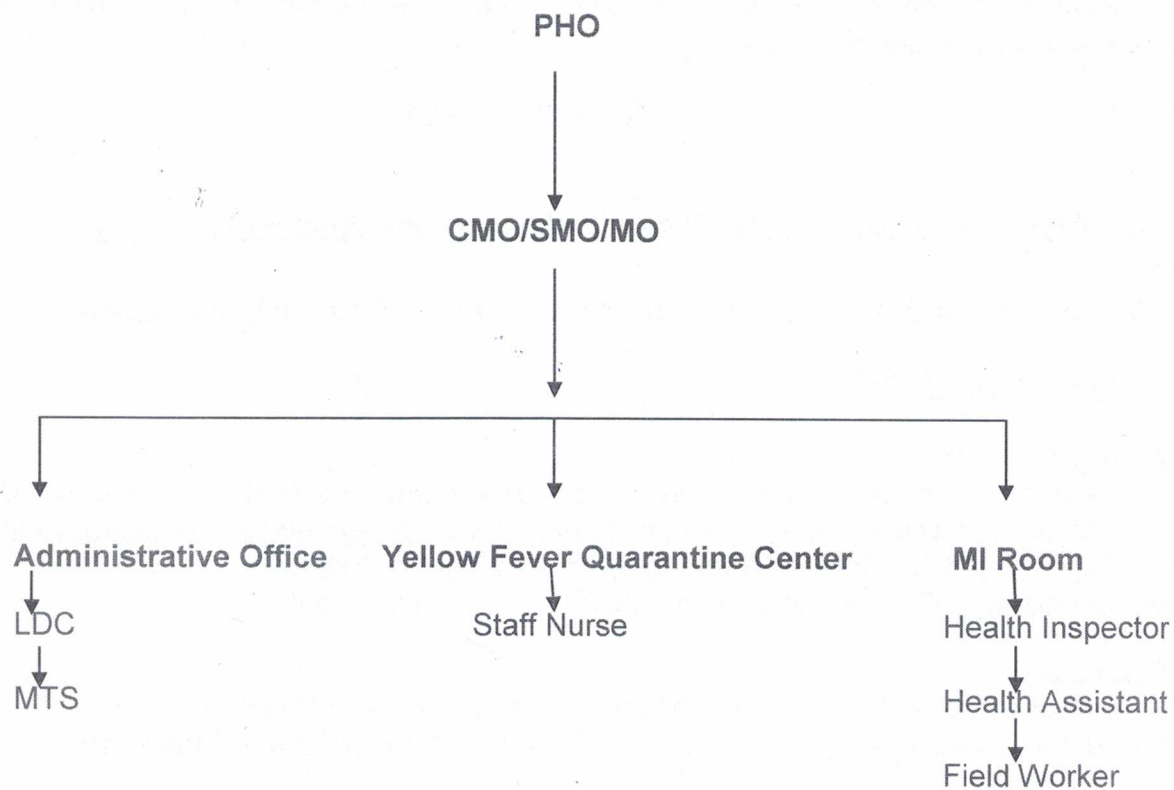 PHO
CMO/SMO/MO
Administrative Office
Yellow Fever Quarantine Center
MI Room
LDC
Staff Nurse
Health Inspector
MTS
Health Assistant
Field Worker